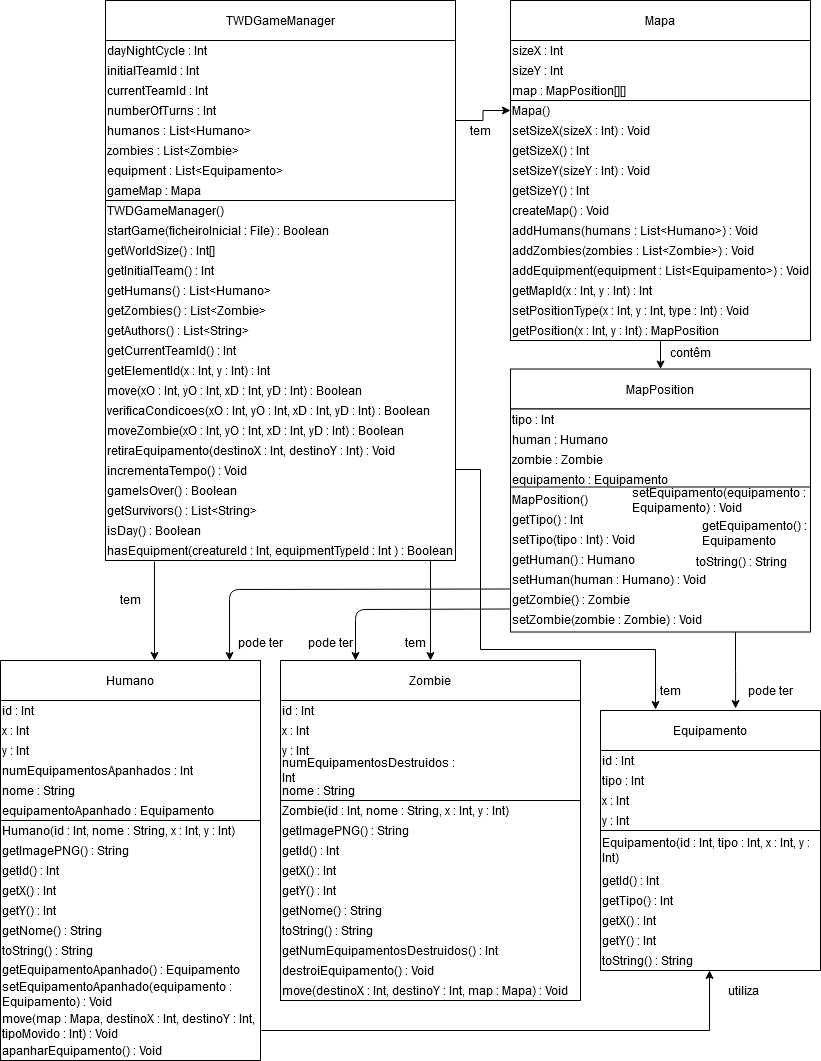 TWDGameManager
dayNightCycle : Int
initialTeamId : Int
currentTeamId : Int
numberOfTurns : Int
humanos : List<Humano>
zombies : List<Zombie>
equipment : List<Equipamento>
gameMap : Mapa
TWDGameManager()
startGame(ficheiroInicial : File) : Boolean
getWorldSize() : Int[]
getInitialTeam() : Int
getHumans() : List<Humano>
getZombies() : List<Zombie>
getAuthors() : List<String>
getCurrentTeamId() : Int
getElementId(x : Int, y : Int) : Int
move(xO : Int, yO : Int, xD : Int, yD : Int) : Boolean
verificaCondicoes(xO : Int, yO : Int, xD : Int, yD : Int) : Boolean
moveZombie(xO : Int, yO : Int, xD : Int, yD : Int) : Boolean
retiraEquipamento(destinoX : Int, destinoY : Int) : Void
incrementaTempo() : Void
gameIsOver() : Boolean
getSurvivors() : List<String>
isDay() : Boolean
hasEquipment(creatureId : Int, equipmentTypeId : Int ) : Boolean
tem
Mapa
sizeX : Int
sizeY : Int
map : MapPosition[][]
Mapa()
setSizeX(sizeX : Int) : Void
getSizeX() : Int
setSizeY(sizeY : Int) : Void
getSizeY() : Int
createMap() : Void
addHumans(humans : List<Humano>) : Void
addZombies(zombies : List<Zombie>) : Void
addEquipment(equipment : List<Equipamento>) : Void
getMapId(x : Int, y : Int) : Int
setPositionType(x : Int, y : Int, type : Int) : Void
getPosition(x : Int, y : Int) : MapPosition
contêm
MapPosition
tipo : Int
human : Humano
zombie : Zombie
equipamento : Equipamento
MapPosition()
getTipo() : Int
setTipo(tipo : Int) : Void
getHuman() : Humano
setHuman(human : Humano) : Void
getZombie() : Zombie
setZombie(zombie : Zombie) : Void
setEquipamento(equipamento :
Equipamento) : Void
getEquipamento() :
Equipamento
toString() : String
tem
pode ter
pode ter
tem
tem
pode ter
Humano
id : Int
x : Int
y : Int
numEquipamentosApanhados : Int
nome : String
equipamentoApanhado : Equipamento
Humano(id : Int, nome : String, x : Int, y : Int)
getImagePNG() : String
getId() : Int
getX() : Int
getY() : Int
getNome() : String
toString() : String
getEquipamentoApanhado() : Equipamento
setEquipamentoApanhado(equipamento :
Equipamento) : Void
move(map : Mapa, destinoX : Int, destinoY : Int,
tipoMovido : Int) : Void
apanharEquipamento() : Void
Zombie
id : Int
x : Int
y : Int
numEquipamentosDestruidos :
Int
nome : String
Zombie(id : Int, nome : String, x : Int, y : Int)
getImagePNG() : String
getId() : Int
getX() : Int
getY() : Int
getNome() : String
toString() : String
getNumEquipamentosDestruidos() : Int
destroiEquipamento() : Void
move(destinoX : Int, destinoY : Int, map : Mapa) : Void
Equipamento
id : Int
tipo : Int
x : Int
y : Int
Equipamento(id : Int, tipo : Int, x : Int, y :
Int)
getId() : Int
getTipo() : Int
getX() : Int
getY() : Int
toString() : String
utiliza